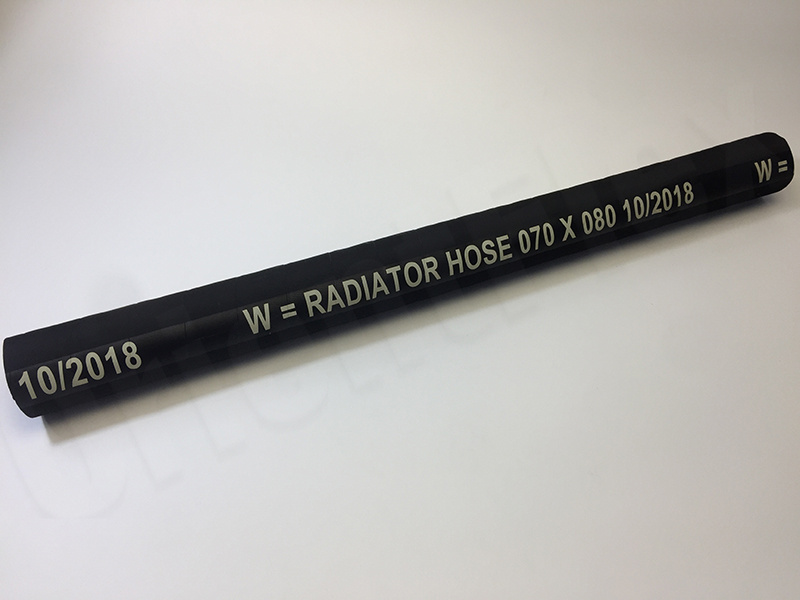 10/2018 W = RADIATOR HOSE 070 X 080 10/2018 W =